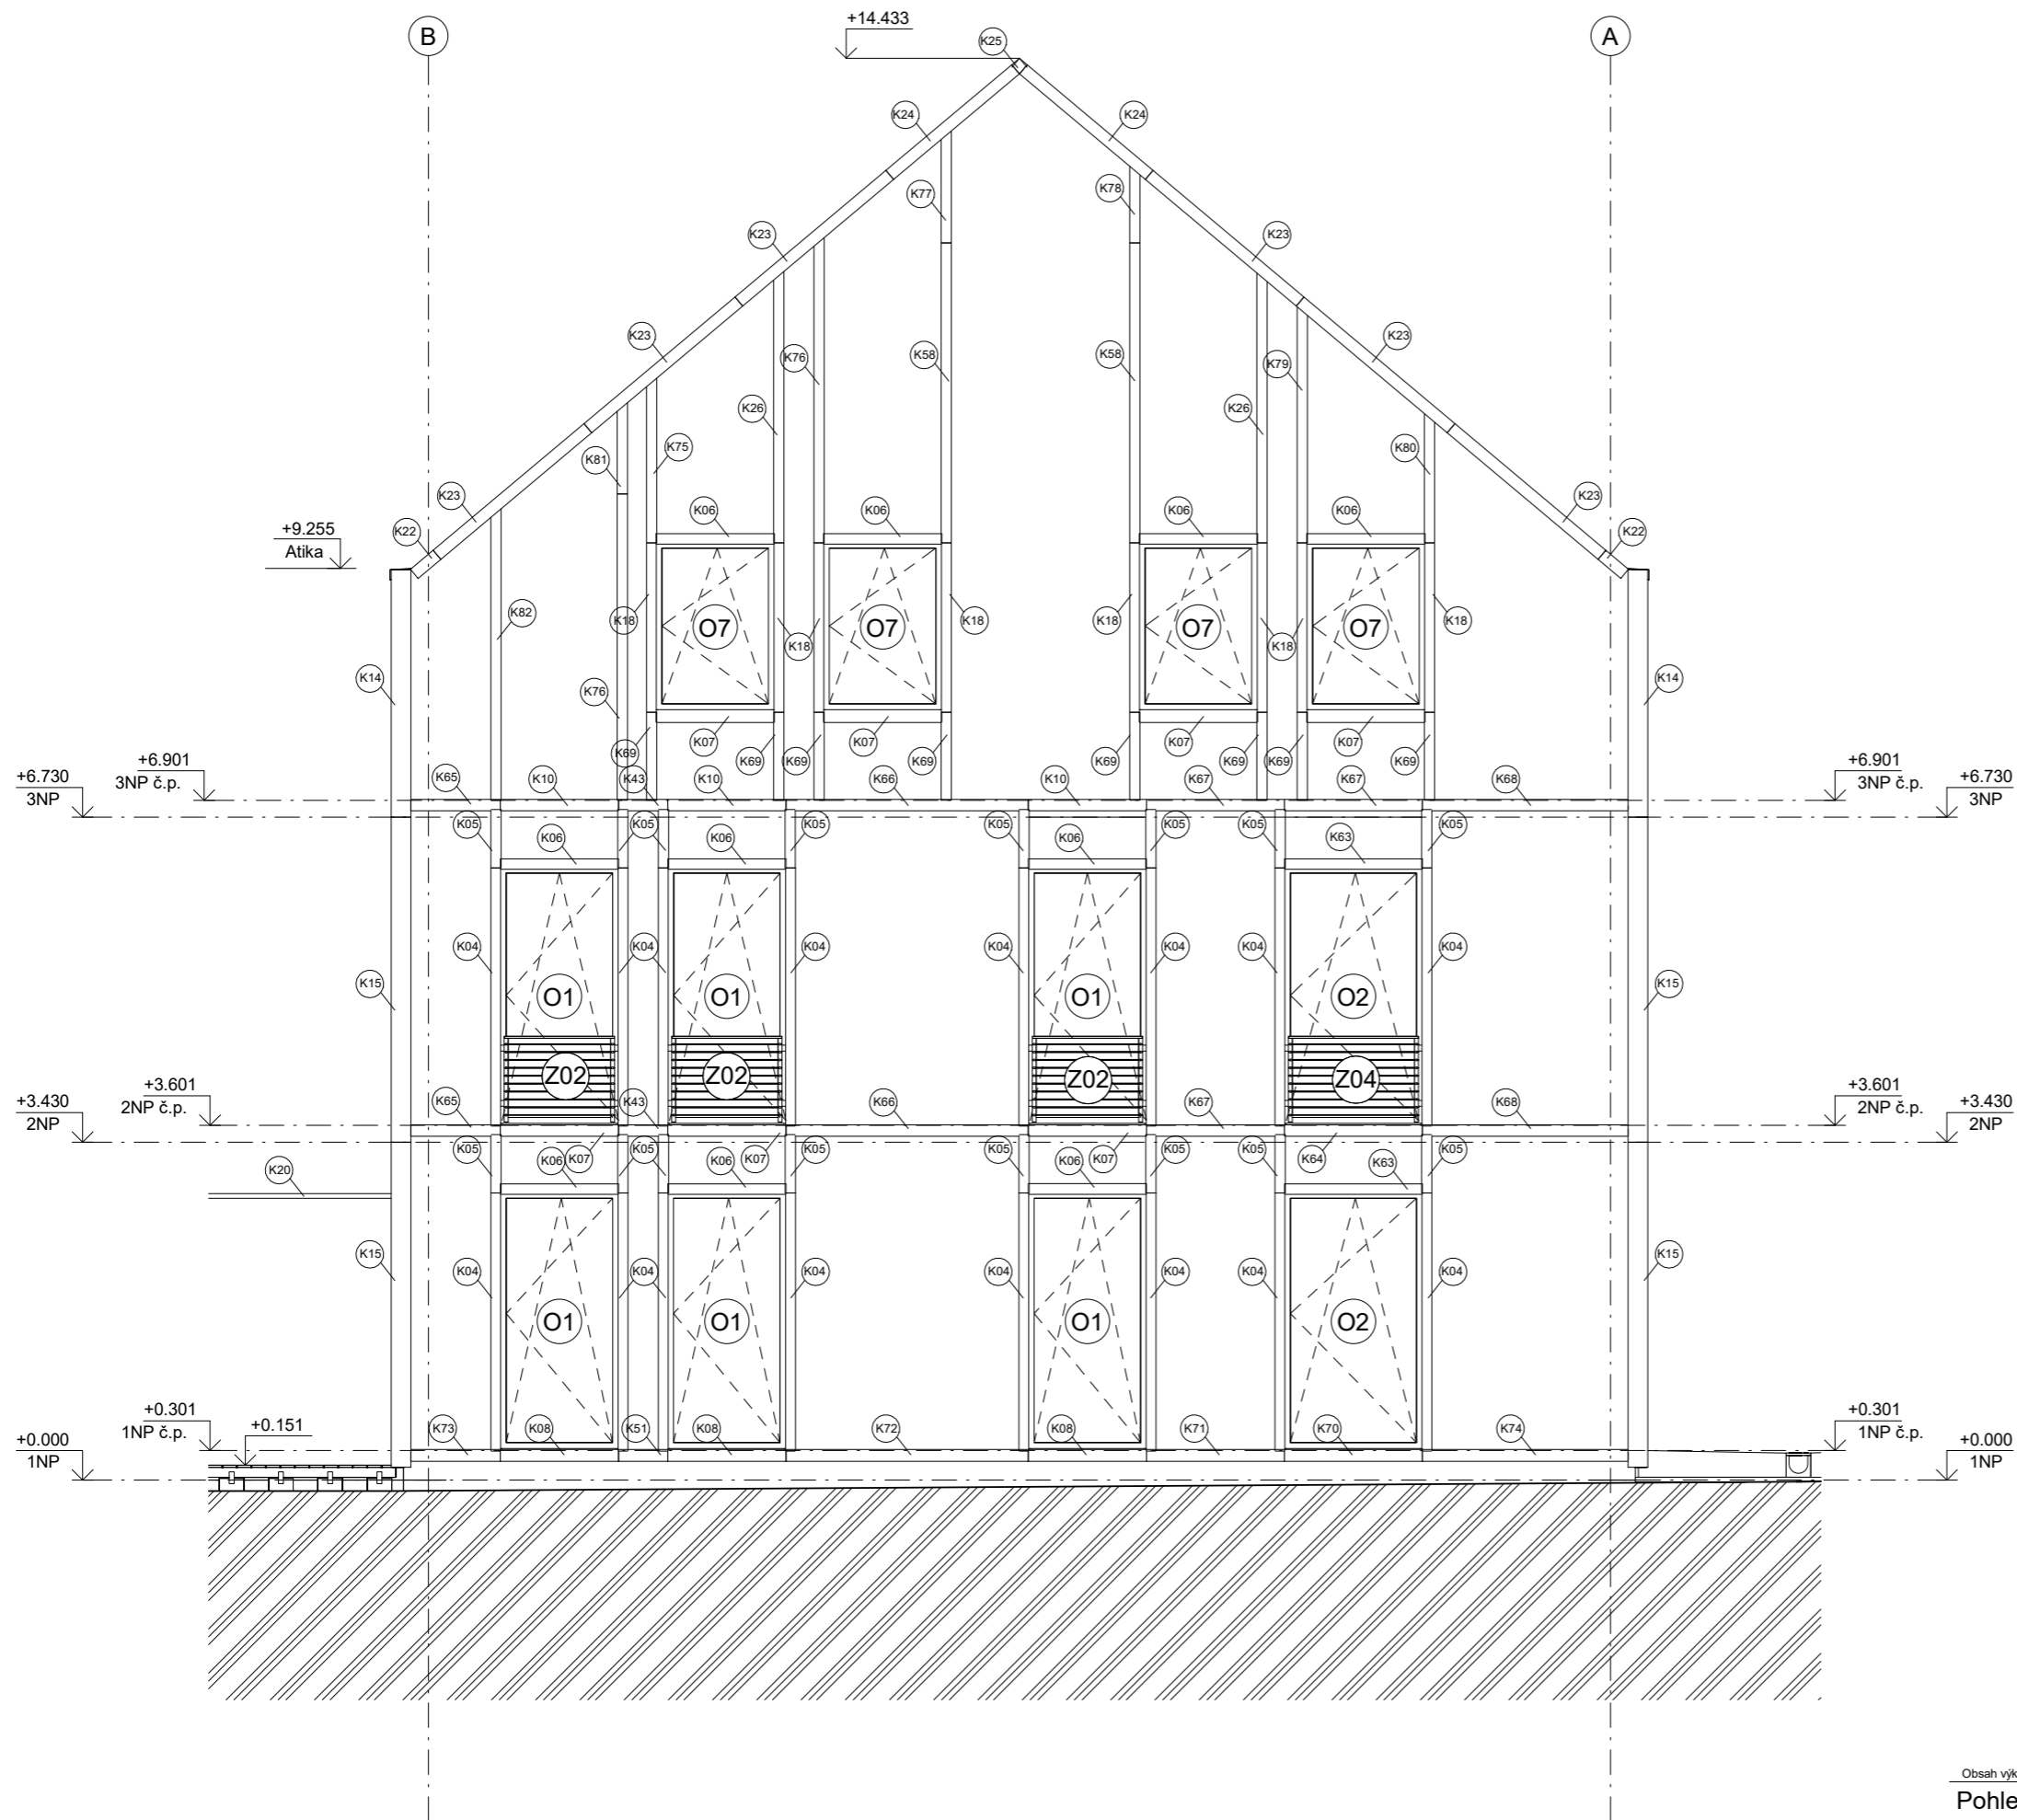 B
+14.433
A
K25
K24
K24
K77
K78
K23
K23
K23
K76
K58
K58
K79
K23
K26
K26
K75
K80
K81
K23
K06
K06
K06
K06
K23
+9.255
Atika
K22
K22
K82
K18
O7
K18
O7
K18
K18
O7
K18
O7
K18
K14
K76
K14
K69
K07
K69
K69
K07
K69
K69
K07
K69
K69
K07
K69
+6.901
3NP č.p.
+6.730
3NP
K65
K10
K43
K10
K66
K10
K67
K67
K68
+6.901
3NP č.p.
+6.730
3NP
K05
K06
K05
K06
K05
K05
K06
K05
K05
K63
K05
K04
K04
K04
K04
K04
K04
K04
K15
O1
O1
O1
O2
K15
Z02
Z02
Z02
Z04
+3.601
2NP č.p.
+3.430
2NP
K65
K43
K66
K67
K68
+3.601
2NP č.p.
+3.430
2NP
K05
K06
K07
K05
K06
K07
K05
K05
K06
K07
K05
K05
K64
K63
K05
K20
K15
K15
K04
K04
K04
K04
K04
K04
K04
O1
O1
O1
O2
+0.301
1NP č.p.
+0.151
+0.000
1NP
K73
K08
K51
K08
K72
K08
K71
K70
K74
+0.301
1NP č.p.
+0.000
1NP
Obsah výk
Pohle